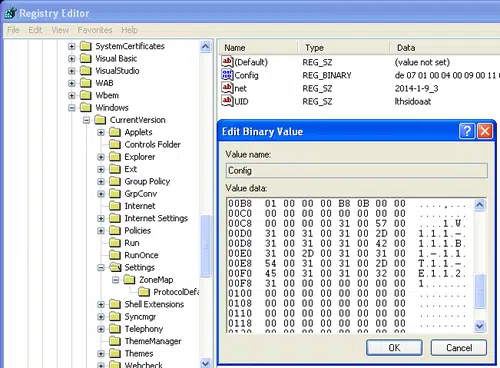 Registry Editor
File Edit View Favorites Help
SystemCertificates
Visual Basic
VisualStudio
WAB
Wbem
Windows
CurrentVersion
Applets
Controls Folder
Explorer
Ext
Group Policy
GrpConv
Internet
Internet Settings
Policies
Run
RunOnce
Settings
ZoneMap
ProtocolDefa
Shell Extensions
Syncmgr
Telephony
ThemeManager
Themes
Webcheck
Name Type Data
(Default) REG_SZ (value not set)
Config REG_BINARY de 07 01 00 04 00 09 00 11 0
net REG_SZ 2014-1-9_3
UID REG_SZ lthsidoaat
Edit Binary Value
Value name:
Config
Value data:
00B8 01 00 00 00 B8 0B 00 00 ....¸...
00C0 00 00 00 00 00 00 00 00 ........
00C8 00 00 00 00 31 00 57 00 ....1.W.
00D0 31 00 31 00 31 00 2D 00 1.1.1.-.
00D8 31 00 31 00 31 00 42 00 1.1.1.B.
00E0 31 00 2D 00 31 00 31 00 1.-.1.1.
00E8 54 00 31 00 31 00 2D 00 T.1.1.-.
00F0 45 00 31 00 31 00 32 00 E.1.1.2.
00F8 31 00 00 00 00 00 00 00 1.......
0100 00 00 00 00 00 00 00 00 ........
0108 00 00 00 00 00 00 00 00 ........
0110 00 00 00 00 00 00 00 00 ........
0118 00 00 00 00 00 00 00 00 ........
OK Cancel